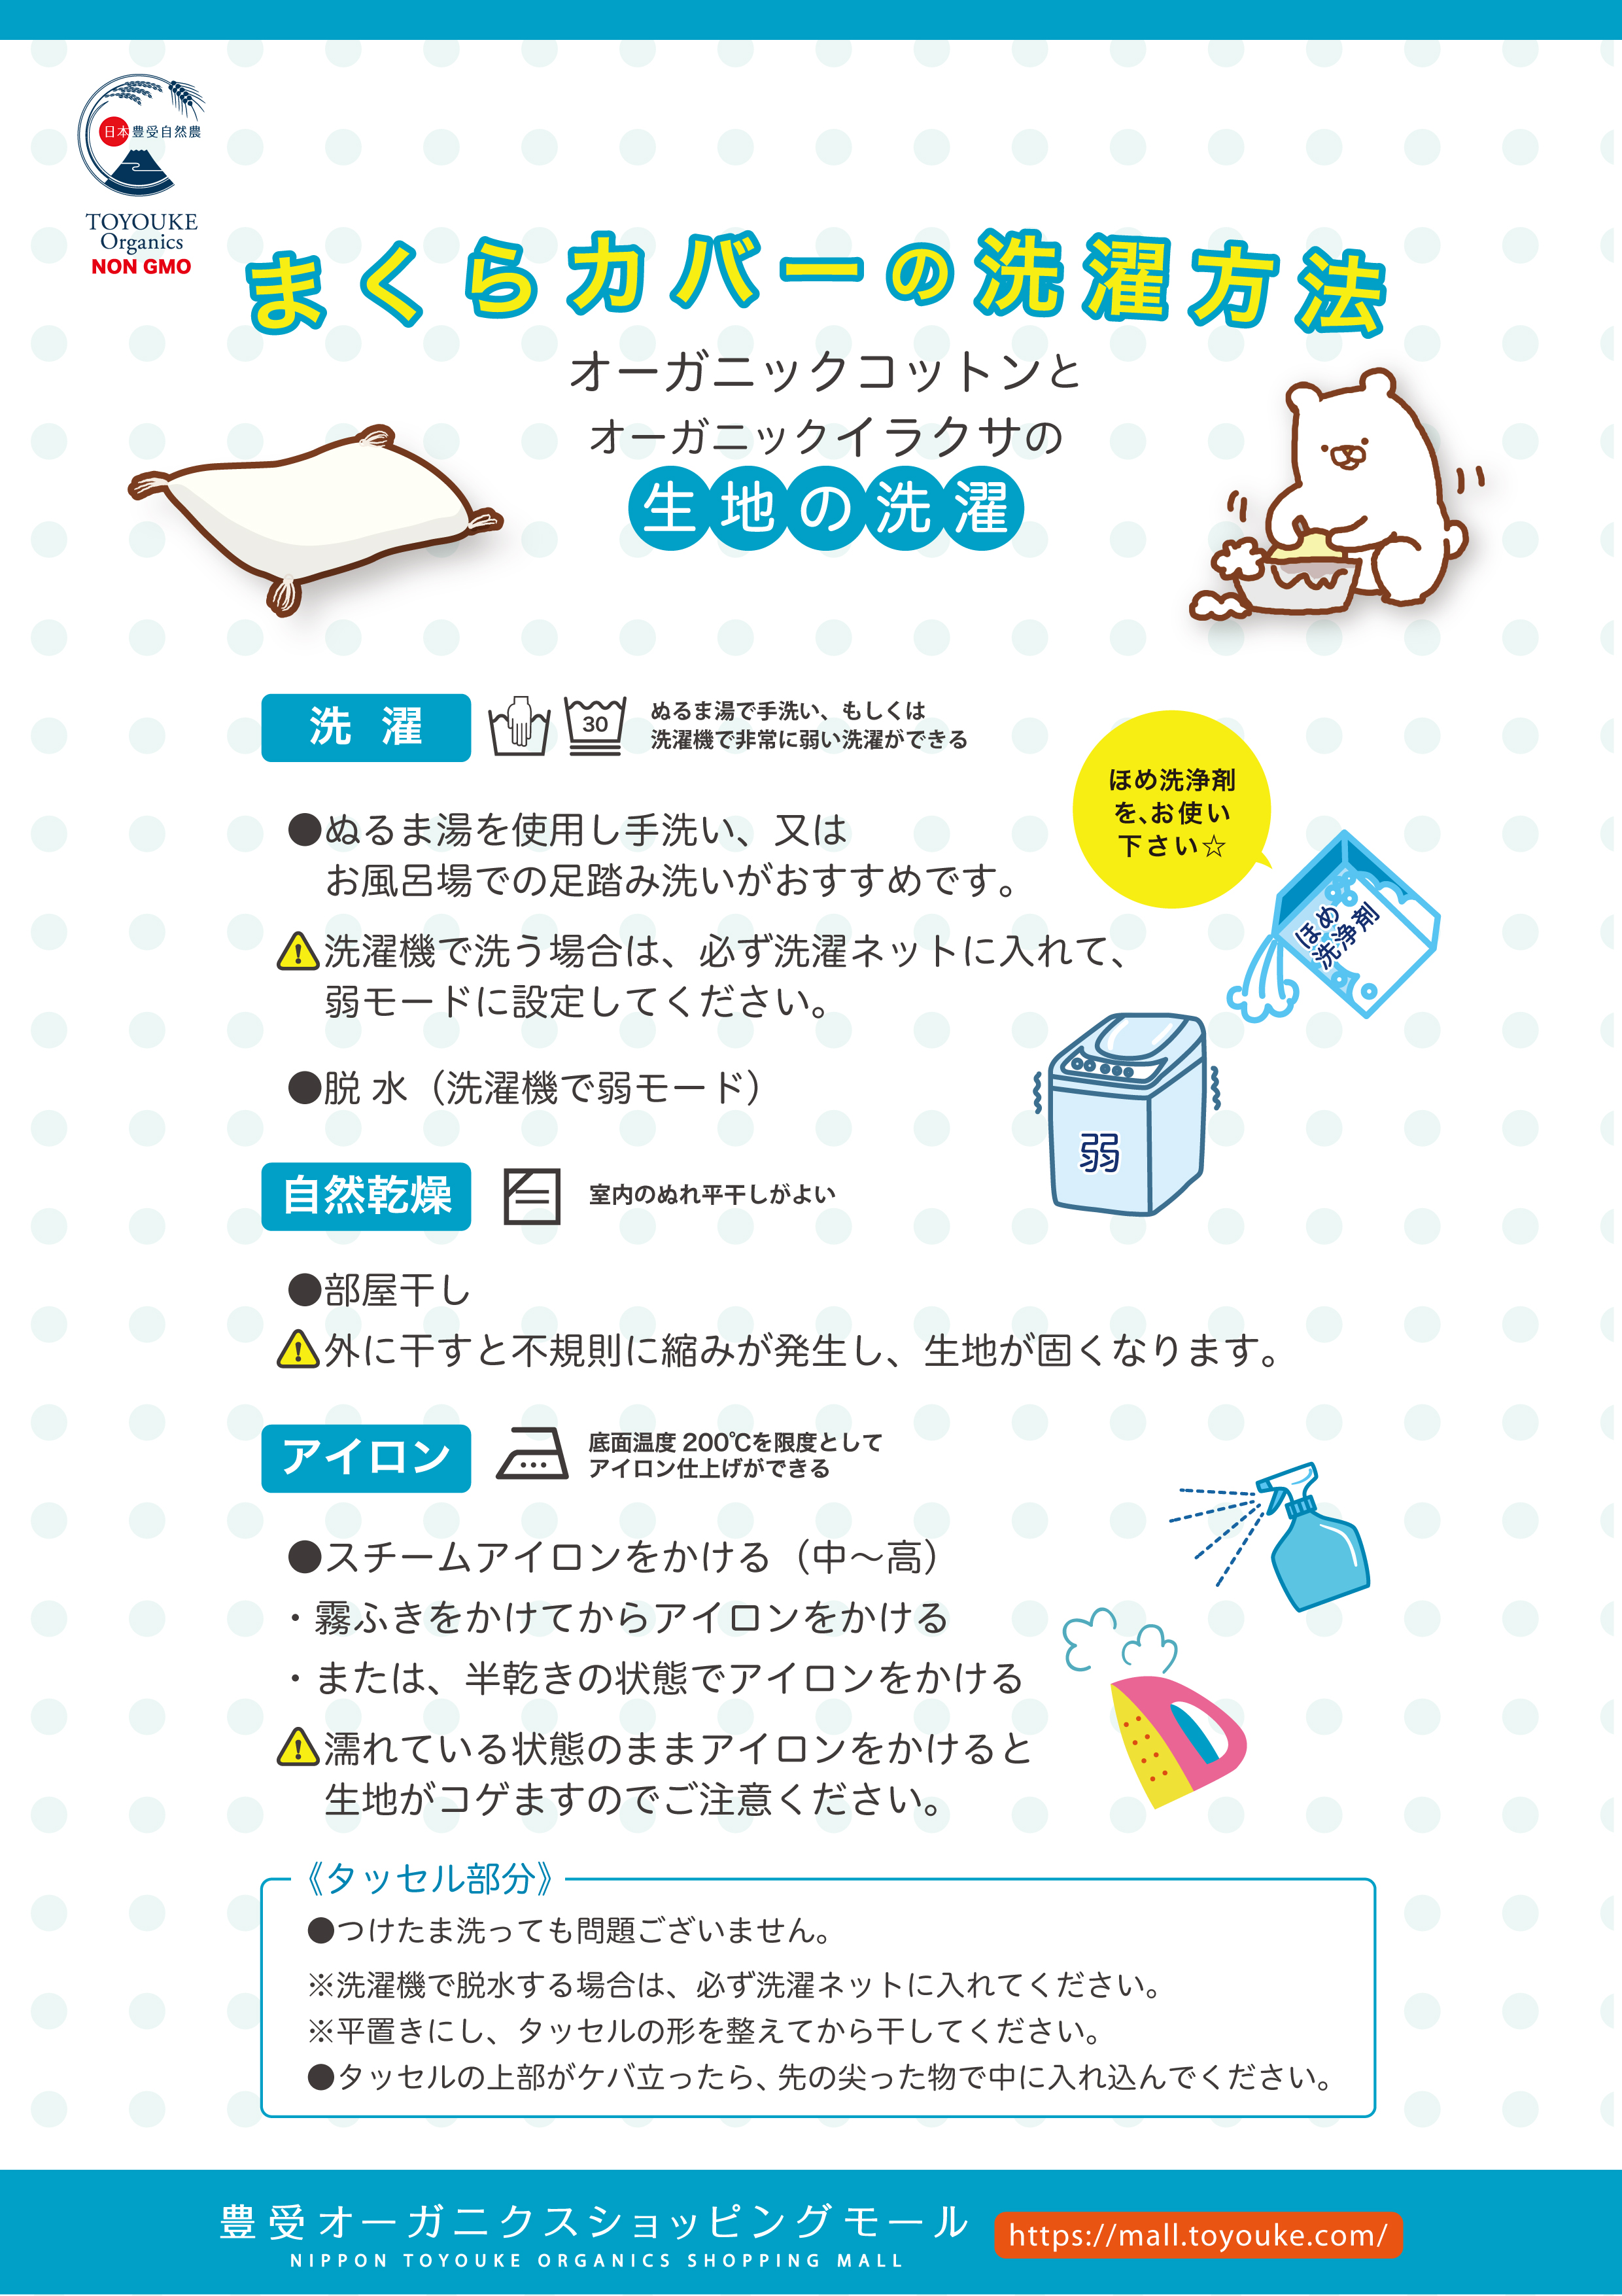 日本豊受自然農
TOYOUKE
Organics
NON GMO
まくらカバーの洗濯方法
オーガニックコットンと
オーガニックイラクサの
生地の洗濯
洗 濯
30
ぬるま湯で手洗い、もしくは
洗濯機で非常に弱い洗濯ができる
ほめ洗浄剤
を、お使い
下さい☆
●ぬるま湯を使用し手洗い、又は
お風呂場での足踏み洗いがおすすめです。
ほめ
洗浄剤
洗濯機で洗う場合は、必ず洗濯ネットに入れて、
弱モードに設定してください。
●脱 水（洗濯機で弱モード）
弱
自然乾燥
室内のぬれ平干しがよい
●部屋干し
外に干すと不規則に縮みが発生し、生地が固くなります。
アイロン
底面温度 200℃を限度として
アイロン仕上げができる
●スチームアイロンをかける（中～高）
・霧ふきをかけてからアイロンをかける
・または、半乾きの状態でアイロンをかける
濡れている状態のままアイロンをかけると
生地がコゲますのでご注意ください。
《タッセル部分》
●つけたま洗っても問題ございません。
※洗濯機で脱水する場合は、必ず洗濯ネットに入れてください。
※平置きにし、タッセルの形を整えてから干してください。
●タッセルの上部がケバ立ったら、先の尖った物で中に入れ込んでください。
豊受オーガニクスショッピングモール
NIPPON TOYOUKE ORGANICS SHOPPING MALL
https://mall.toyouke.com/